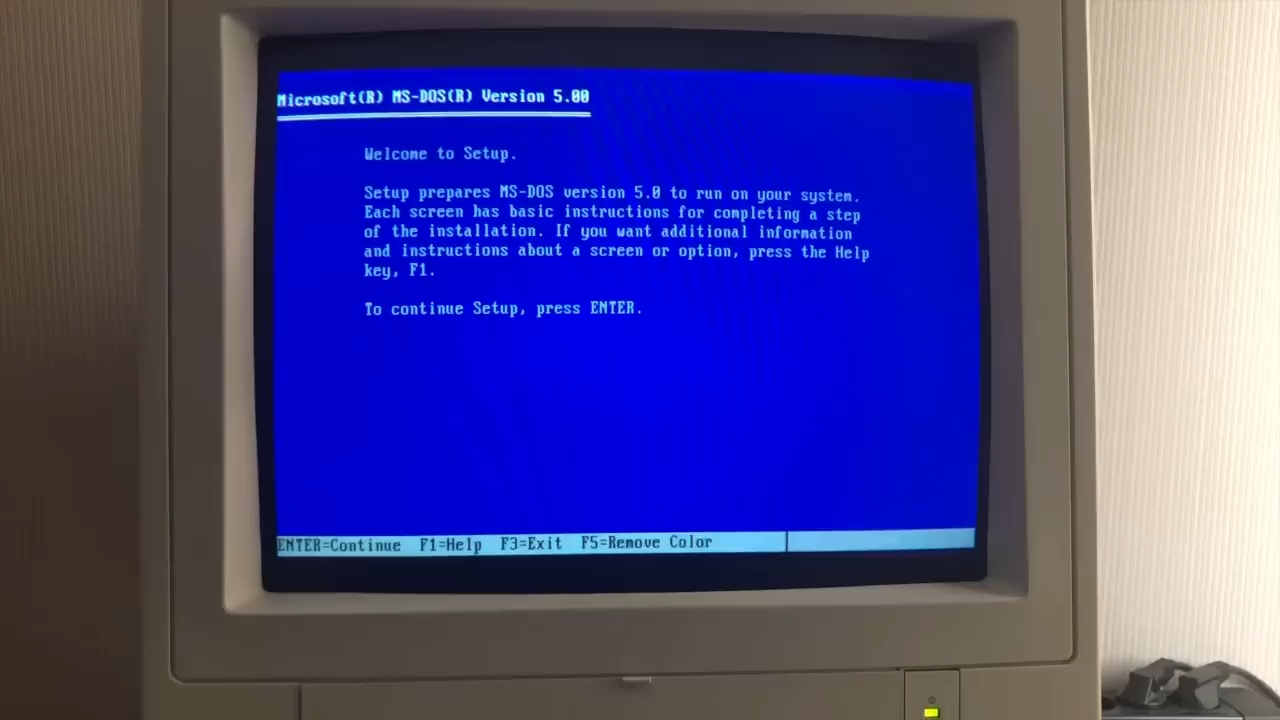 Microsoft(R) MS-DOS(R) Version 5.00
Welcome to Setup.
Setup prepares MS-DOS version 5.0 to run on your system.
Each screen has basic instructions for completing a step
of the installation. If you want additional information
and instructions about a screen or option, press the Help
key, F1.
To continue Setup, press ENTER.
ENTER=Continue  F1=Help  F3=Exit  F5=Remove Color